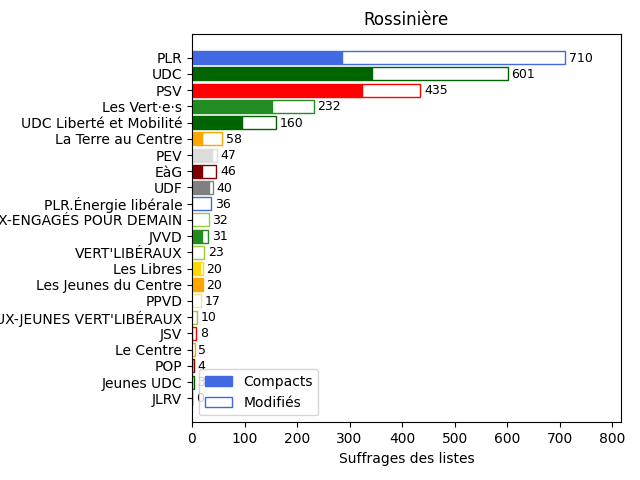 Rossinière
PLR 710
UDC 601
PSV 435
Les Vert·e·s 232
UDC Liberté et Mobilité 160
La Terre au Centre 58
PEV 47
EàG 46
UDF 40
PLR.Énergie libérale 36
X-ENGAGÉS POUR DEMAIN 32
JVVD 31
VERT'LIBÉRAUX 23
Les Libres 20
Les Jeunes du Centre 20
PPVD 17
UX-JEUNES VERT'LIBÉRAUX 10
JSV 8
Le Centre 5
POP 4
Jeunes UDC 3
JLRV 0
Compacts
Modifiés
0 100 200 300 400 500 600 700 800
Suffrages des listes